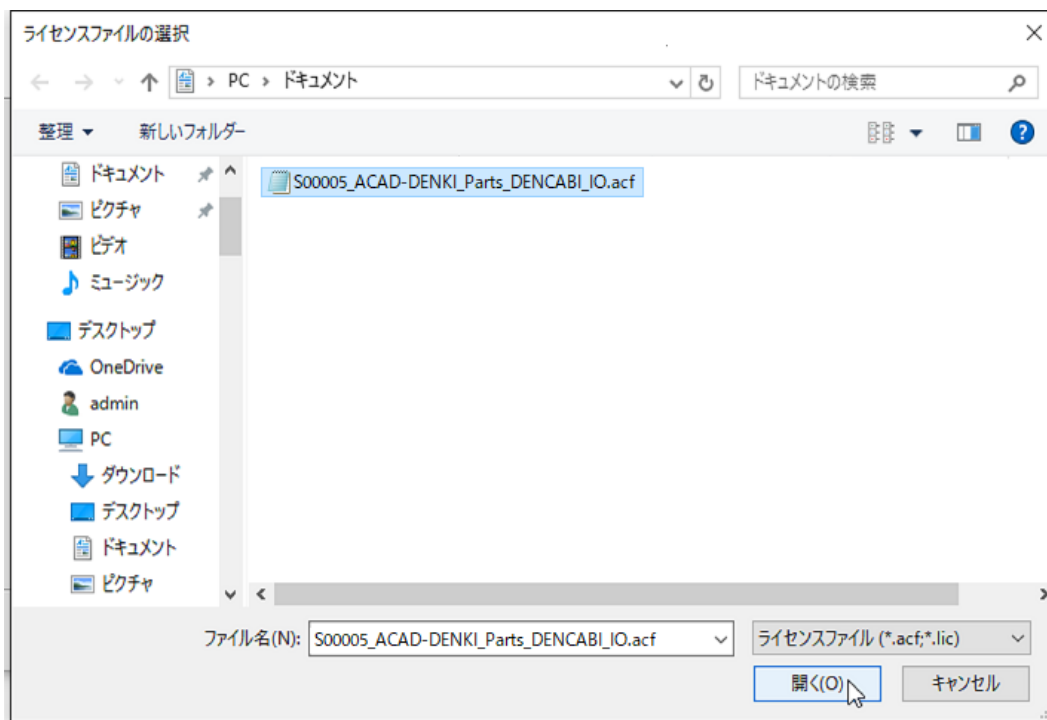 ライセンスファイルの選択
PC > ドキュメント
ドキュメントの検索
整理 新しいフォルダー
ドキュメント
ピクチャ
ビデオ
ミュージック
デスクトップ
OneDrive
admin
PC
ダウンロード
デスクトップ
ドキュメント
ピクチャ
S00005_ACAD-DENKI_Parts_DENCABI_IO.acf
ファイル名(N): S00005_ACAD-DENKI_Parts_DENCABI_IO.acf
ライセンスファイル (*.acf;*.lic)
開く(O) キャンセル